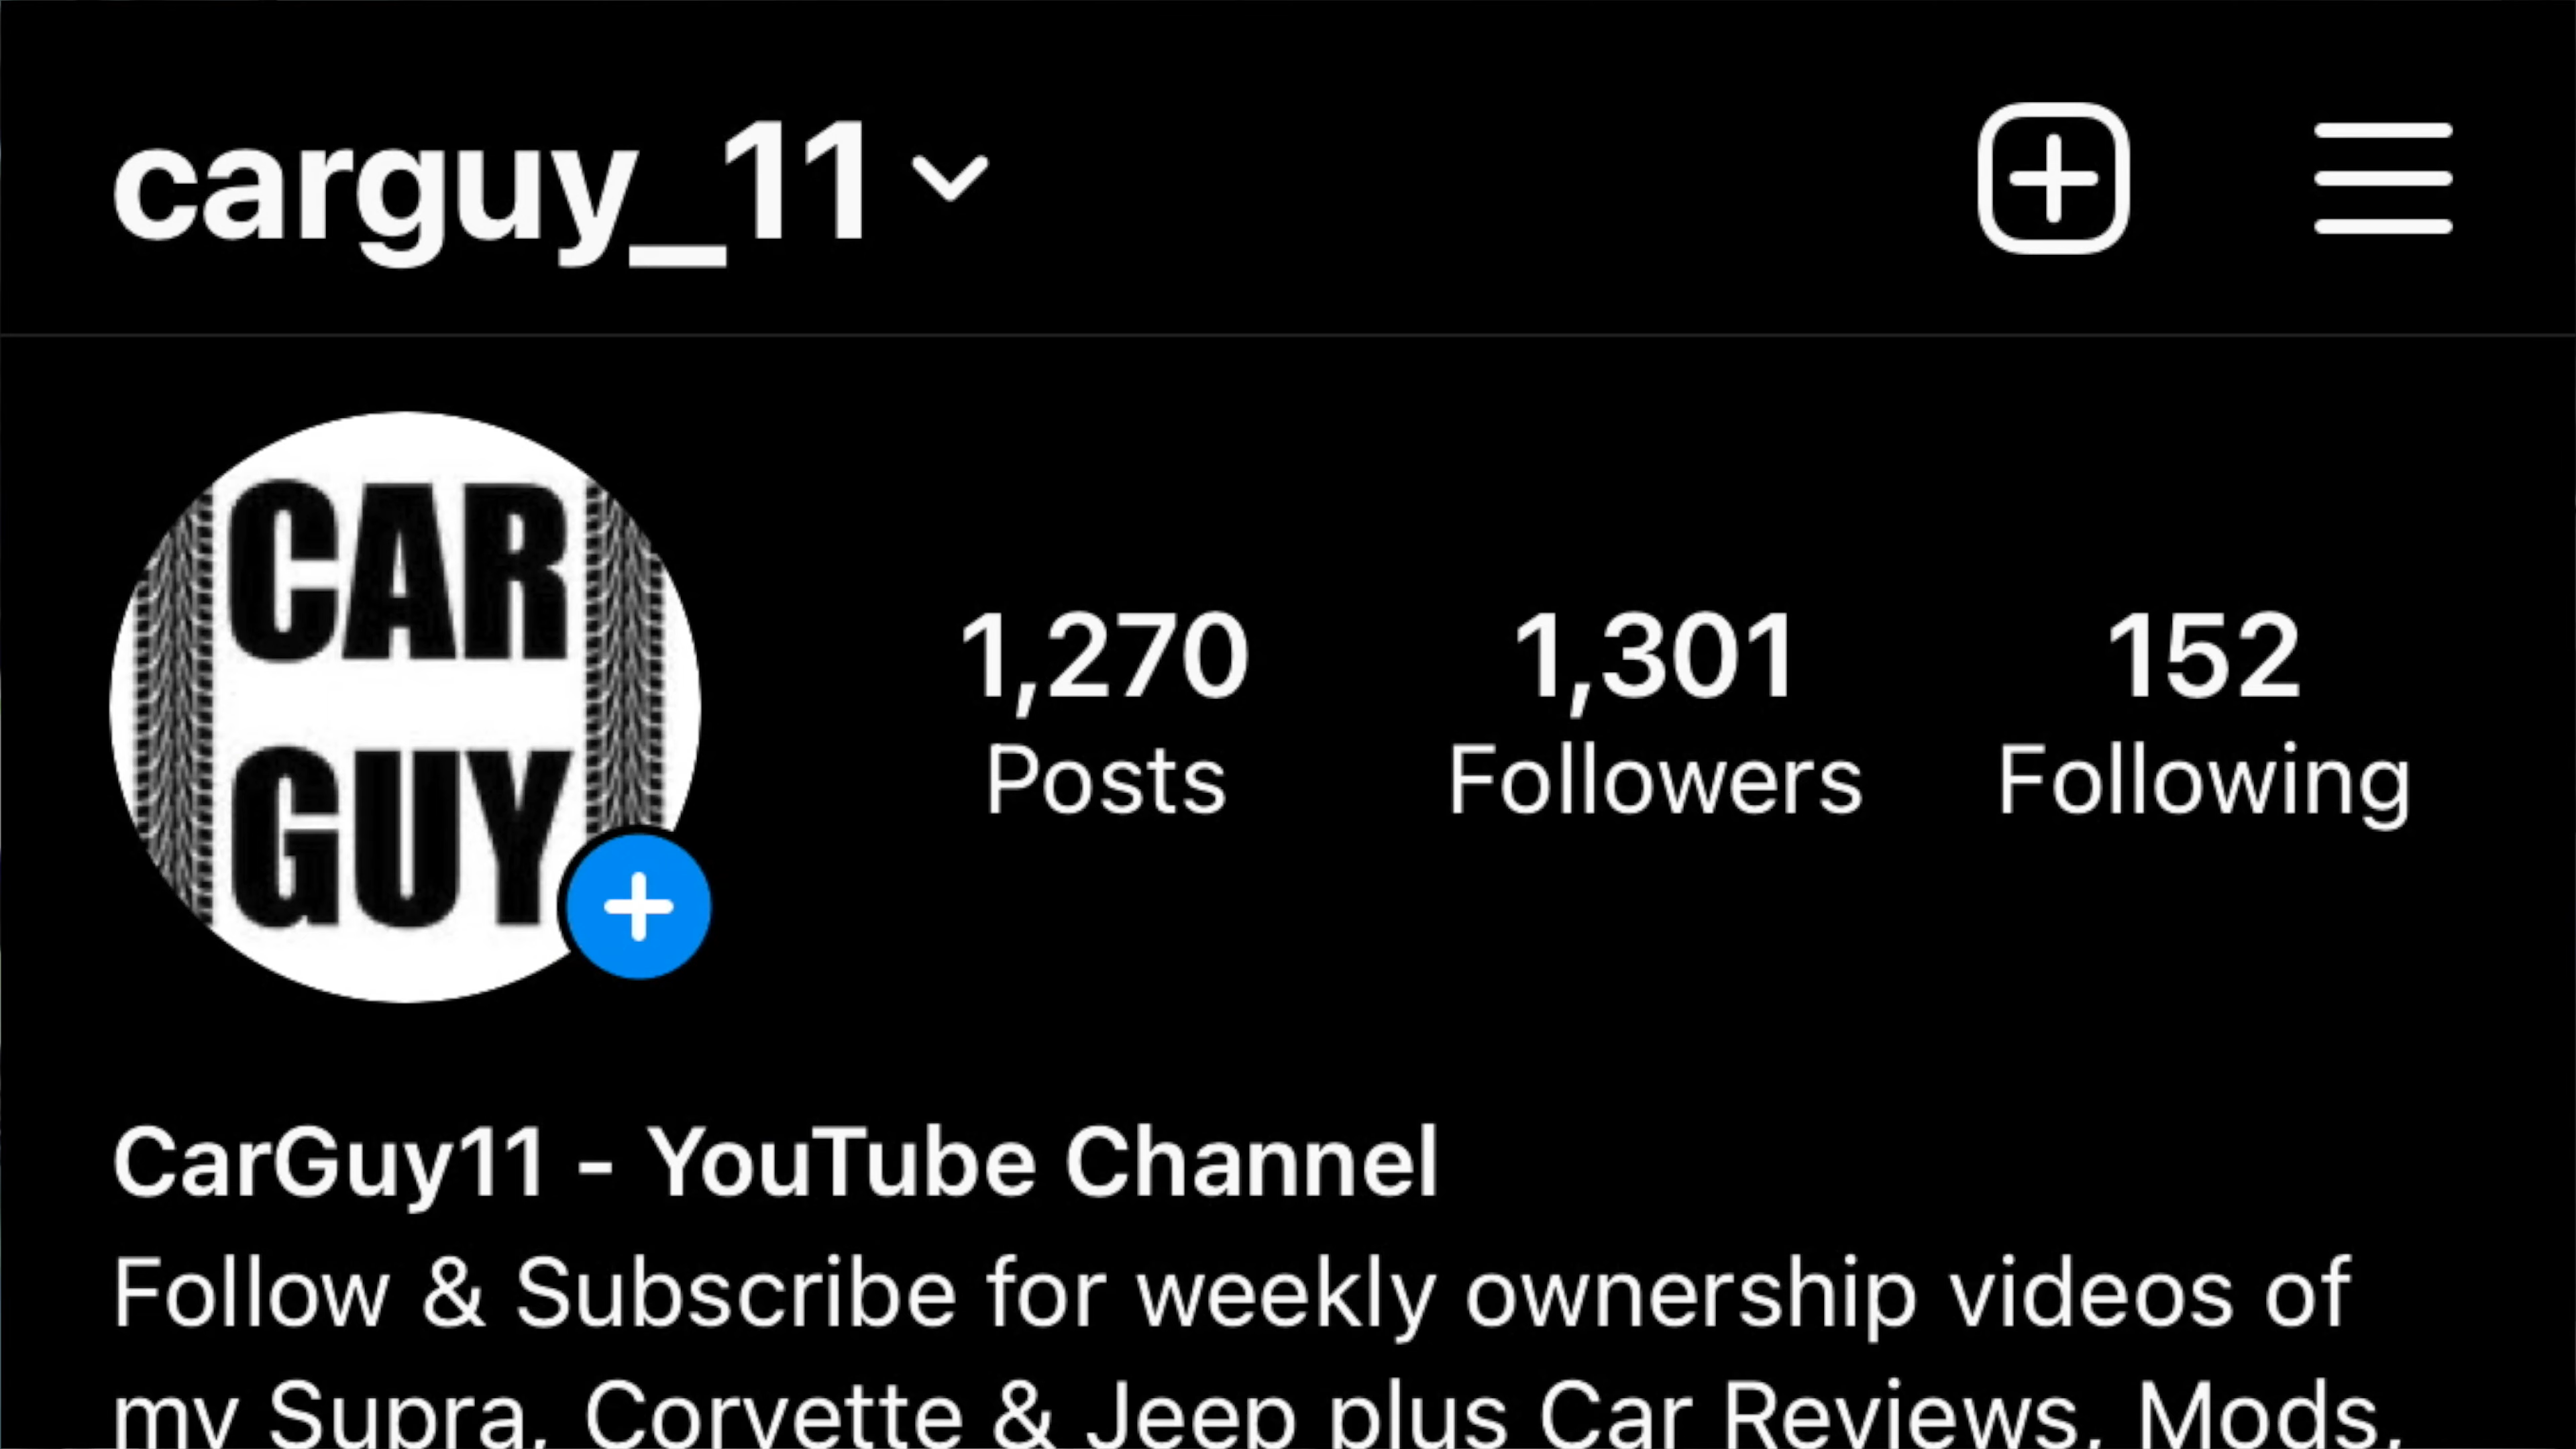 carguy_11
CAR
GUY
1,270 1,301 152
Posts Followers Following
CarGuy11 - YouTube Channel
Follow & Subscribe for weekly ownership videos of
my Supra, Corvette & Jeep plus Car Reviews, Mods,